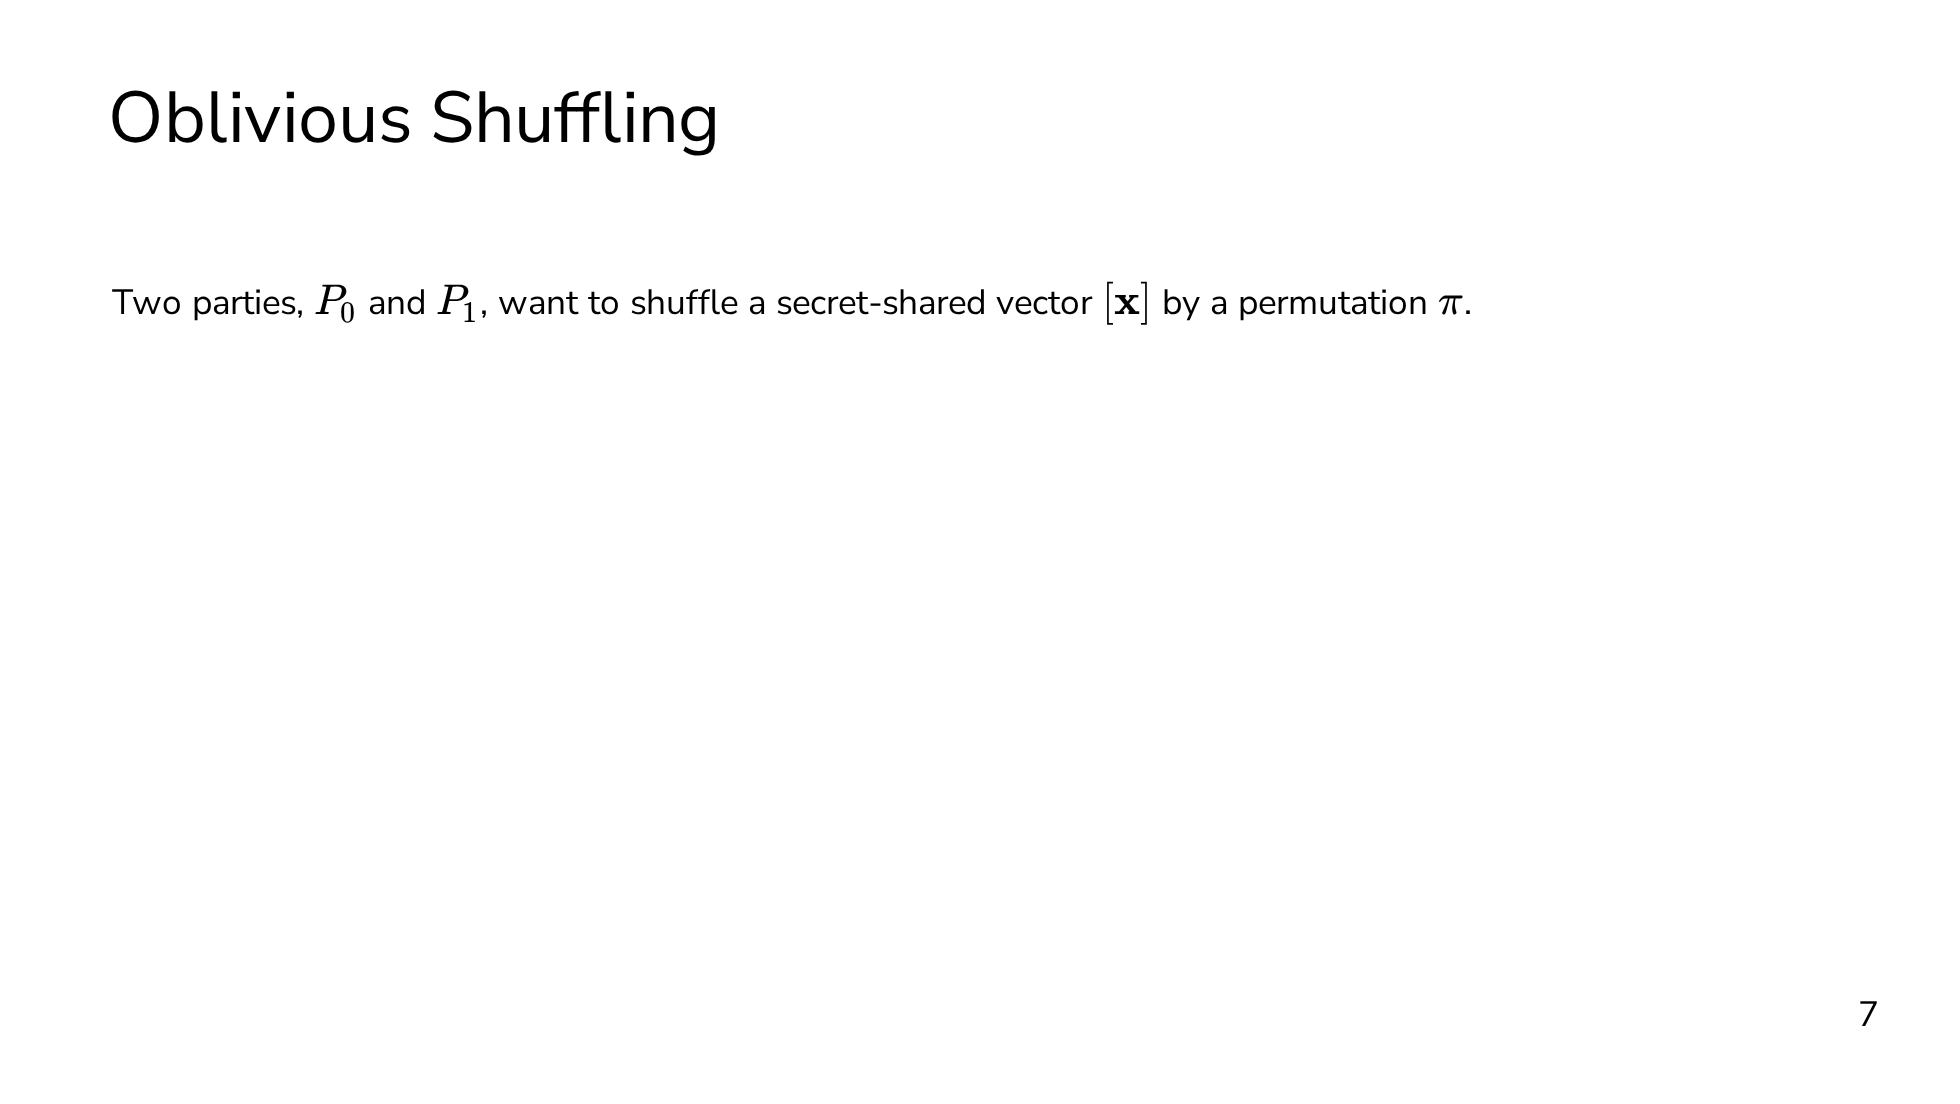 Oblivious Shuffling
Two parties, P₀ and P₁, want to shuffle a secret-shared vector [𝐱] by a permutation π.
7